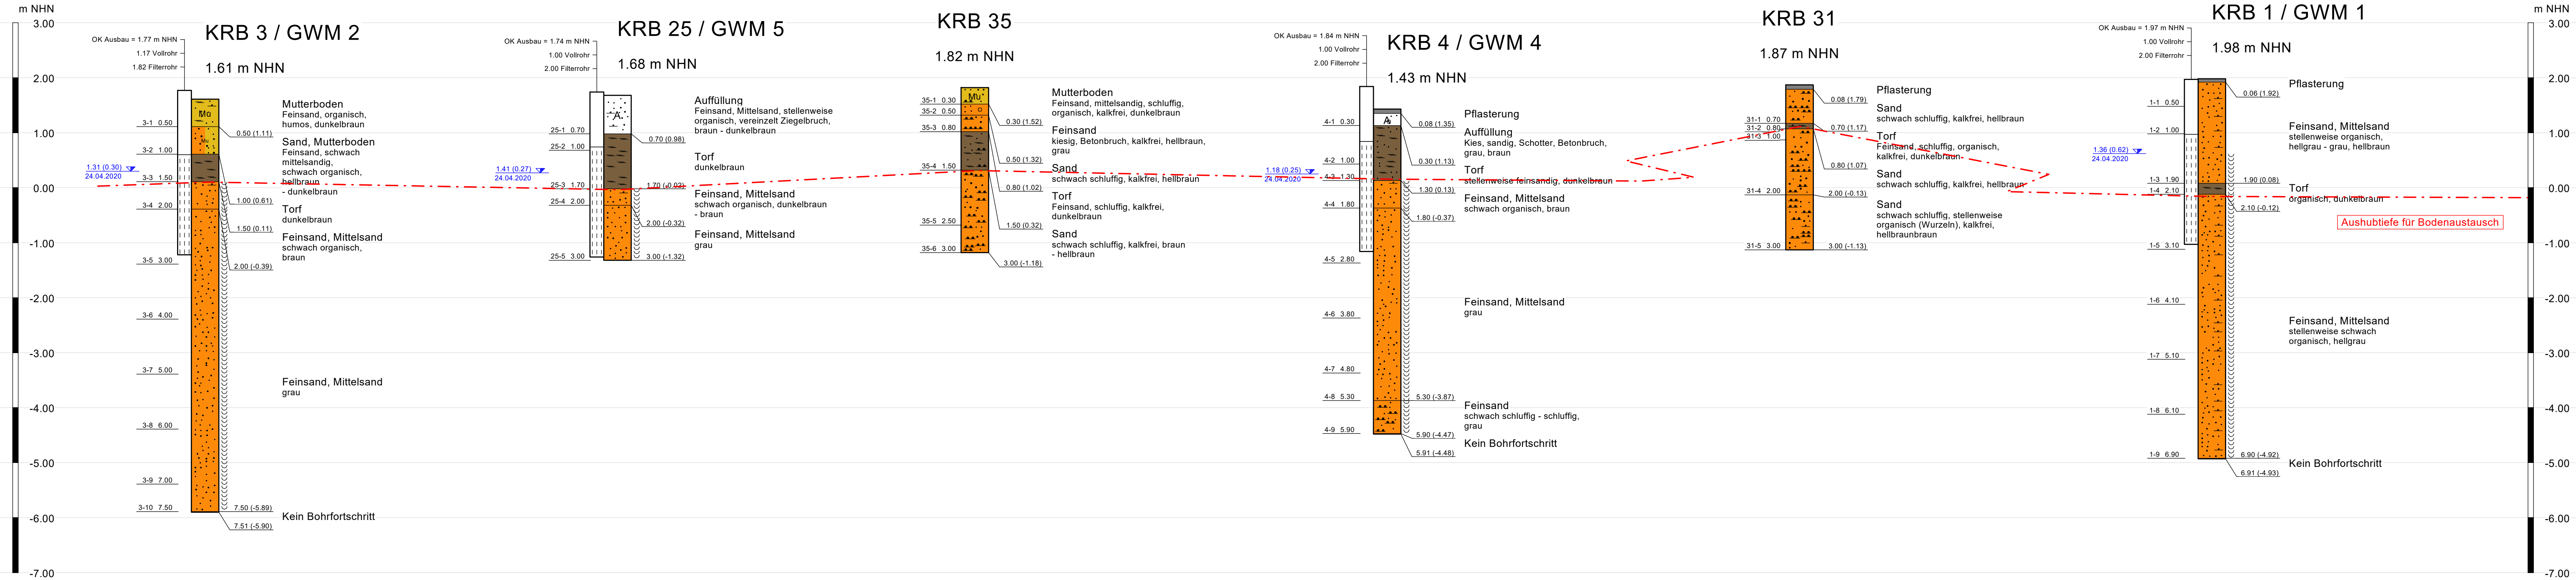 m NHN
3.00
2.00
1.00
0.00
-1.00
-2.00
-3.00
-4.00
-5.00
-6.00
-7.00
KRB 3 / GWM 2
1.61 m NHN
OK Ausbau = 1.77 m NHN
1.17 Vollrohr
1.82 Filterrohr
Mo
Mu
3-1 0.50
3-2 1.00
1.31 (0.30)
24.04.2020
3-3 1.50
3-4 2.00
3-5 3.00
3-6 4.00
3-7 5.00
3-8 6.00
3-9 7.00
3-10 7.50
0.50 (1.11)
1.00 (0.61)
1.50 (0.11)
2.00 (-0.39)
7.50 (-5.89)
7.51 (-5.90)
Mutterboden
Feinsand, organisch,
humos, dunkelbraun
Sand, Mutterboden
Feinsand, schwach
mittelsandig,
schwach organisch,
hellbraun
- dunkelbraun
Torf
dunkelbraun
Feinsand, Mittelsand
schwach organisch,
braun
Feinsand, Mittelsand
grau
Kein Bohrfortschritt
KRB 25 / GWM 5
1.68 m NHN
OK Ausbau = 1.74 m NHN
1.00 Vollrohr
2.00 Filterrohr
A
25-1 0.70
25-2 1.00
1.41 (0.27)
24.04.2020
25-3 1.70
25-4 2.00
25-5 3.00
0.70 (0.98)
1.70 (-0.02)
2.00 (-0.32)
3.00 (-1.32)
Auffüllung
Feinsand, Mittelsand, stellenweise
organisch, vereinzelt Ziegelbruch,
braun - dunkelbraun
Torf
dunkelbraun
Feinsand, Mittelsand
schwach organisch, dunkelbraun
- braun
Feinsand, Mittelsand
grau
KRB 35
1.82 m NHN
Mu
35-1 0.30
35-2 0.50
35-3 0.80
35-4 1.50
35-5 2.50
35-6 3.00
0.30 (1.52)
0.50 (1.32)
0.80 (1.02)
1.50 (0.32)
3.00 (-1.18)
Mutterboden
Feinsand, mittelsandig, schluffig,
organisch, kalkfrei, dunkelbraun
Feinsand
kiesig, Betonbruch, kalkfrei, hellbraun,
grau
Sand
schwach schluffig, kalkfrei, hellbraun
Torf
Feinsand, schluffig, kalkfrei,
dunkelbraun
Sand
schwach schluffig, kalkfrei, braun
- hellbraun
KRB 4 / GWM 4
1.43 m NHN
OK Ausbau = 1.84 m NHN
1.00 Vollrohr
2.00 Filterrohr
A
4-1 0.30
4-2 1.00
1.18 (0.25)
24.04.2020
4-3 1.30
4-4 1.80
4-5 2.80
4-6 3.80
4-7 4.80
4-8 5.30
4-9 5.90
0.08 (1.35)
0.30 (1.13)
1.30 (0.13)
1.80 (-0.37)
5.30 (-3.87)
5.90 (-4.47)
5.91 (-4.48)
Pflasterung
Auffüllung
Kies, sandig, Schotter, Betonbruch,
grau, braun
Torf
stellenweise feinsandig, dunkelbraun
Feinsand, Mittelsand
schwach organisch, braun
Feinsand, Mittelsand
grau
Feinsand
schwach schluffig - schluffig,
grau
Kein Bohrfortschritt
KRB 31
1.87 m NHN
31-1 0.70
31-2 0.80
31-3 1.00
31-4 2.00
31-5 3.00
0.08 (1.79)
0.70 (1.17)
0.80 (1.07)
2.00 (-0.13)
3.00 (-1.13)
Pflasterung
Sand
schwach schluffig, kalkfrei, hellbraun
Torf
Feinsand, schluffig, organisch,
kalkfrei, dunkelbraun
Sand
schwach schluffig, kalkfrei, hellbraun
Sand
schwach schluffig, stellenweise
organisch (Wurzeln), kalkfrei,
hellbraunbraun
KRB 1 / GWM 1
1.98 m NHN
OK Ausbau = 1.97 m NHN
1.00 Vollrohr
2.00 Filterrohr
1-1 0.50
1-2 1.00
1.36 (0.62)
24.04.2020
1-3 1.90
1-4 2.10
1-5 3.10
1-6 4.10
1-7 5.10
1-8 6.10
1-9 6.90
0.06 (1.92)
1.90 (0.08)
2.10 (-0.12)
6.90 (-4.92)
6.91 (-4.93)
Pflasterung
Feinsand, Mittelsand
stellenweise organisch,
hellgrau - grau, hellbraun
Torf
organisch, dunkelbraun
Aushubtiefe für Bodenaustausch
Feinsand, Mittelsand
stellenweise schwach
organisch, hellgrau
Kein Bohrfortschritt
m NHN
3.00
2.00
1.00
0.00
-1.00
-2.00
-3.00
-4.00
-5.00
-6.00
-7.00